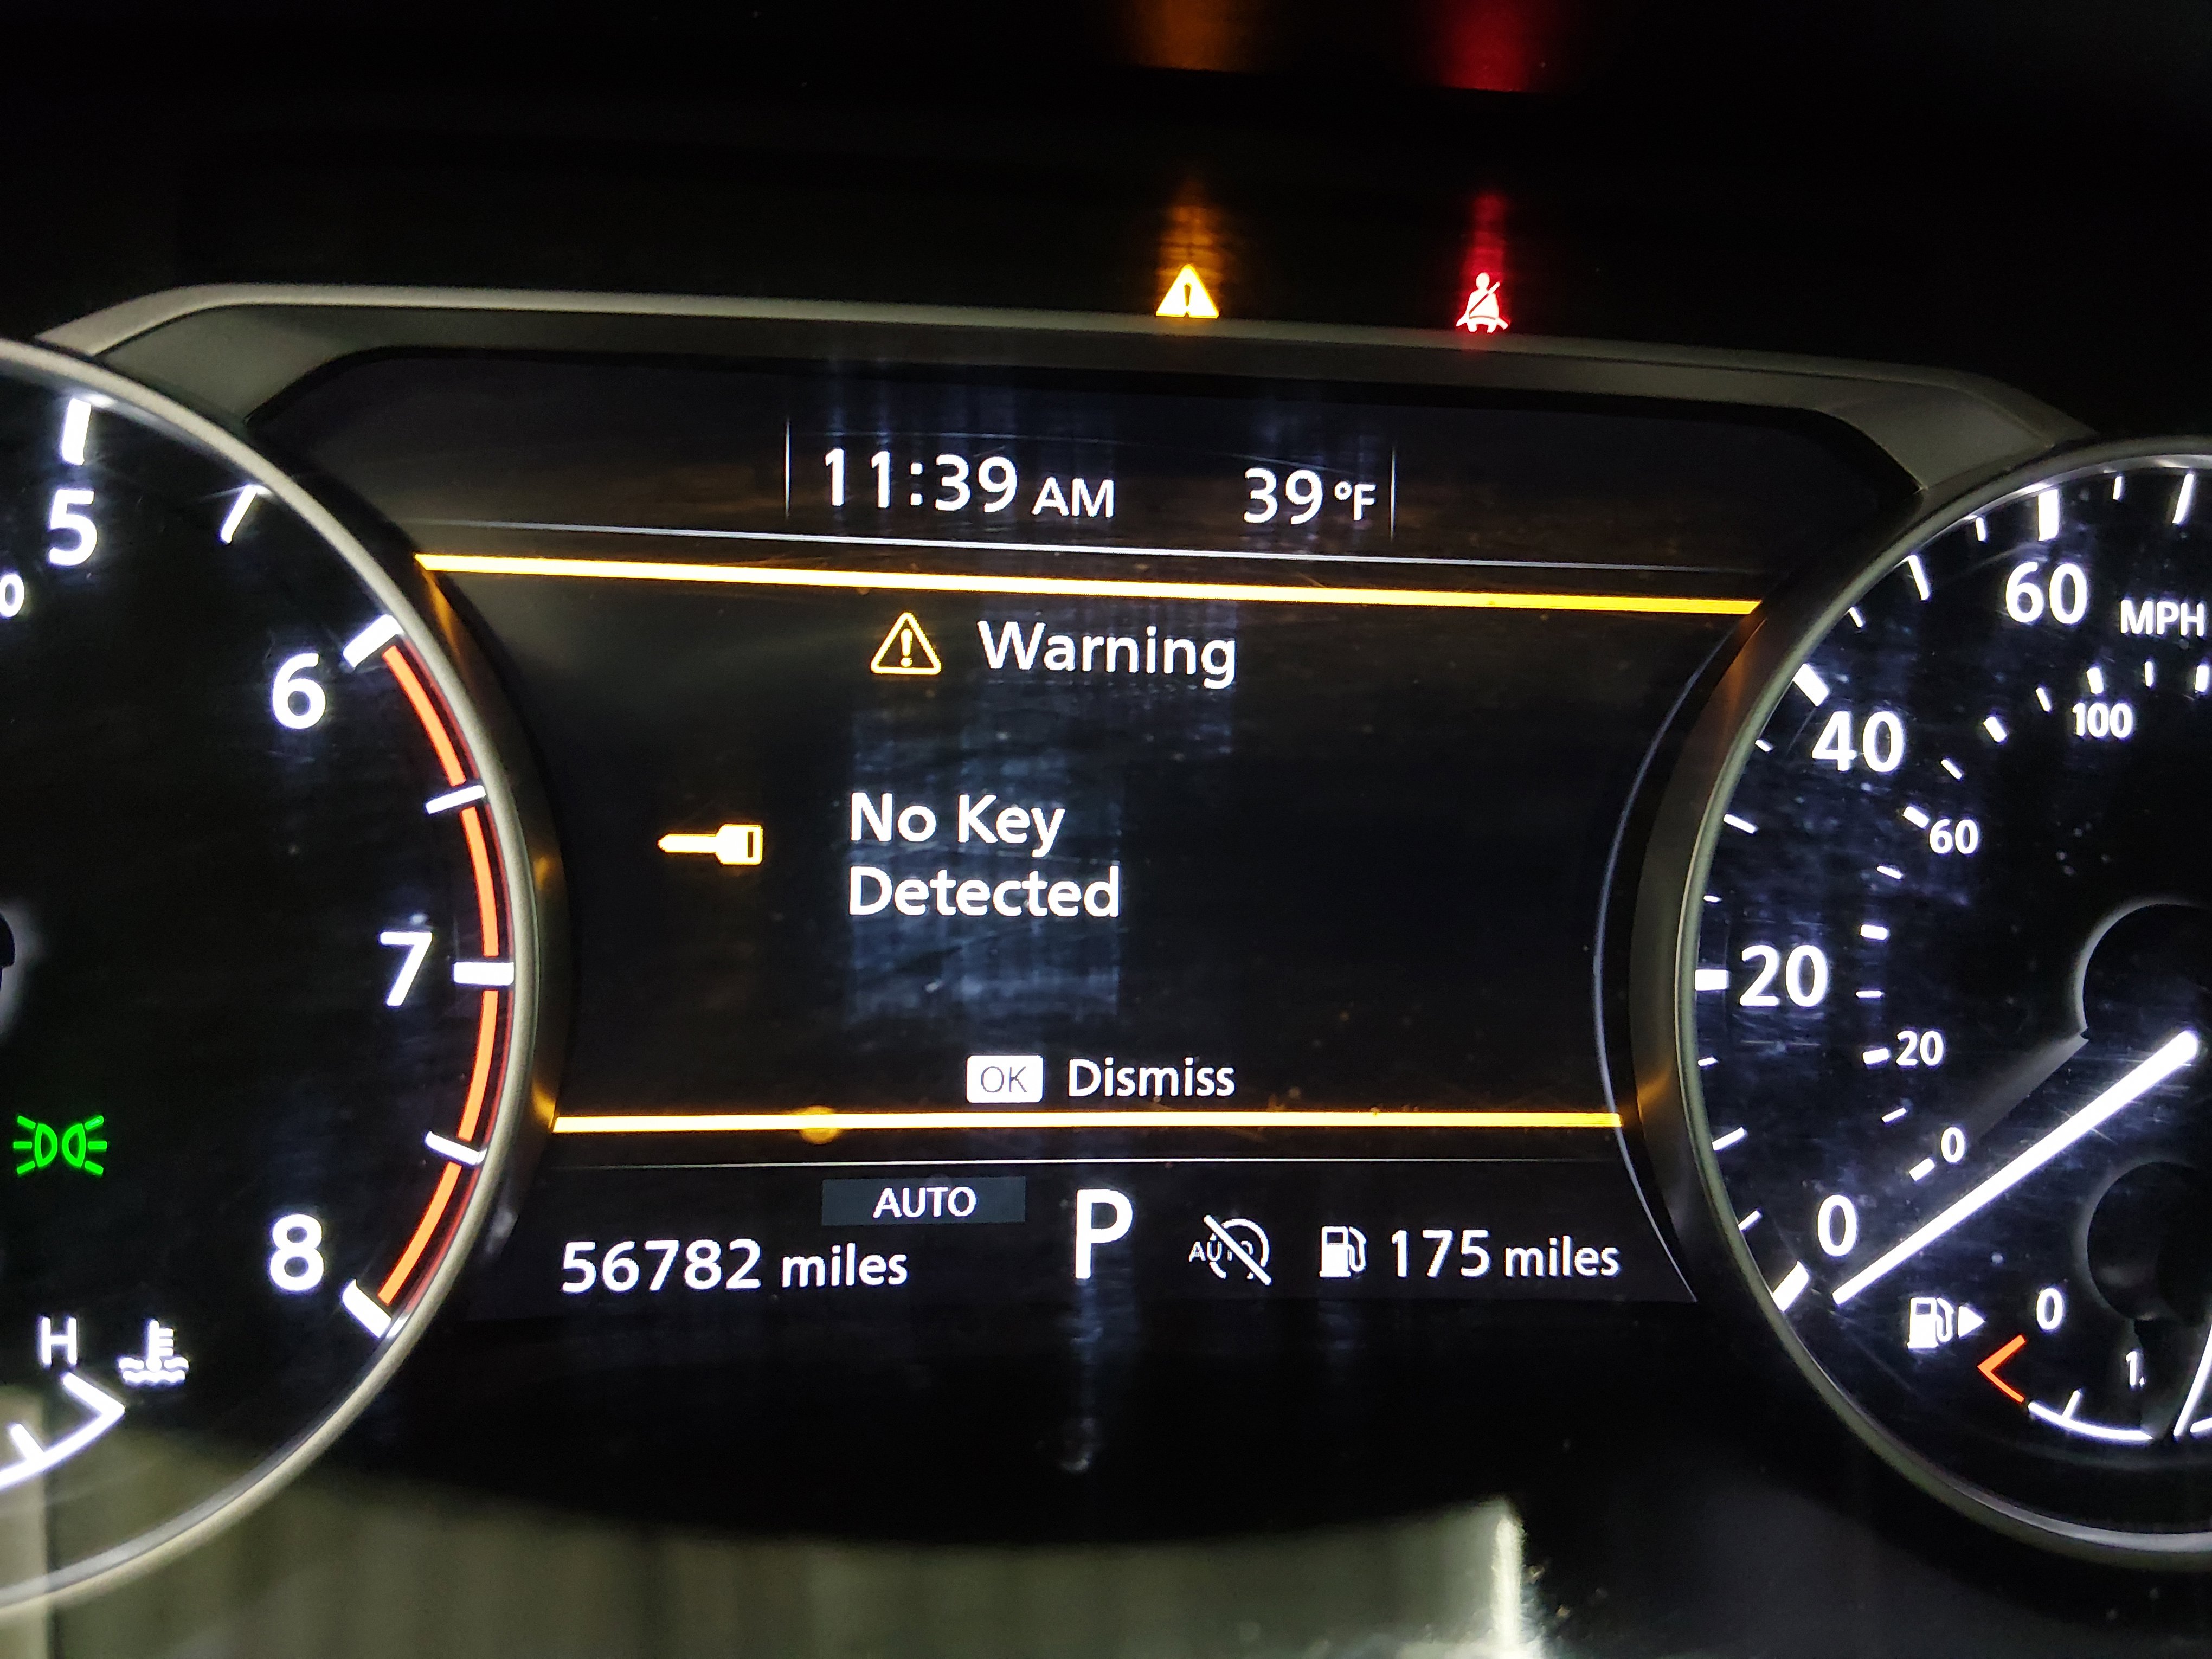 11:39 AM 39 °F
Warning
No Key
Detected
OK Dismiss
AUTO
P
AUTO
56782 miles
175 miles
5
6
7
8
H
60
MPH
40
100
60
20
20
0
0
0